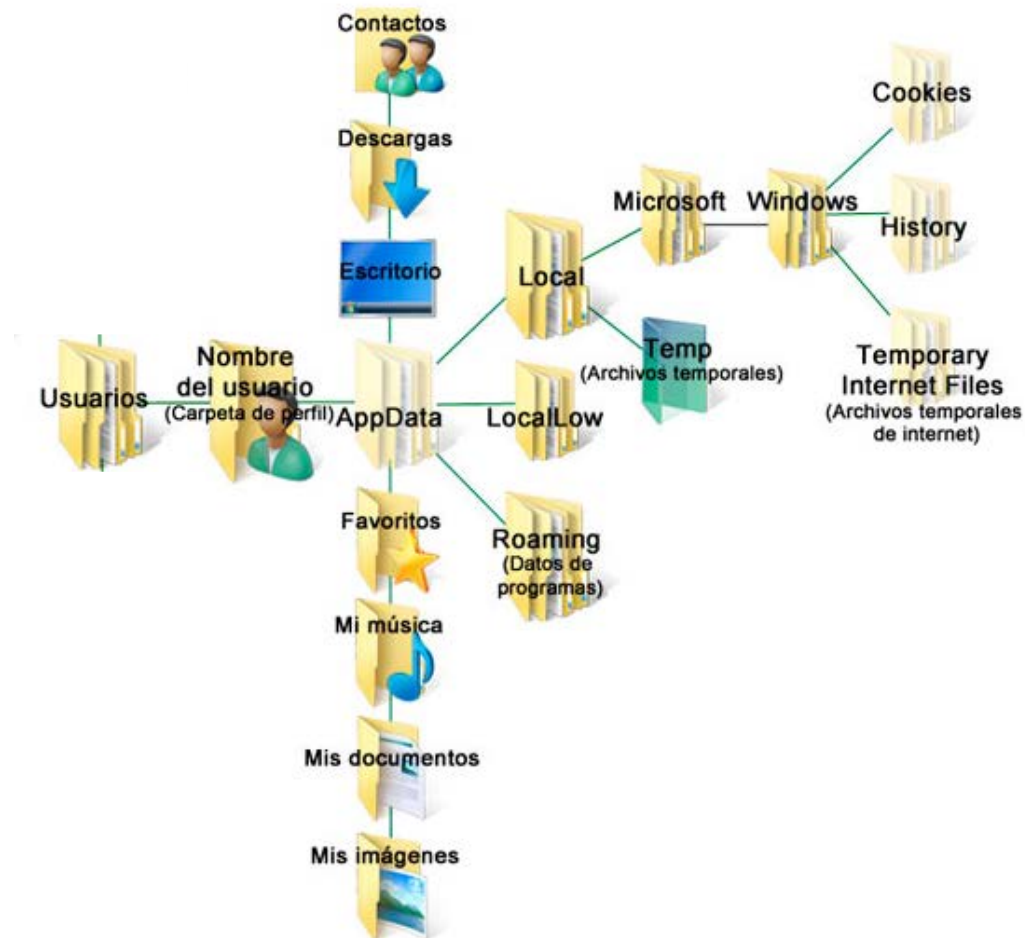 Contactos
Descargas
Escritorio
Usuarios
Nombre
del usuario
(Carpeta de perfil)
AppData
Local
Microsoft
Windows
Cookies
History
Temporary
Internet Files
(Archivos temporales
de internet)
Temp
(Archivos temporales)
LocalLow
Roaming
(Datos de
programas)
Favoritos
Mi música
Mis documentos
Mis imágenes